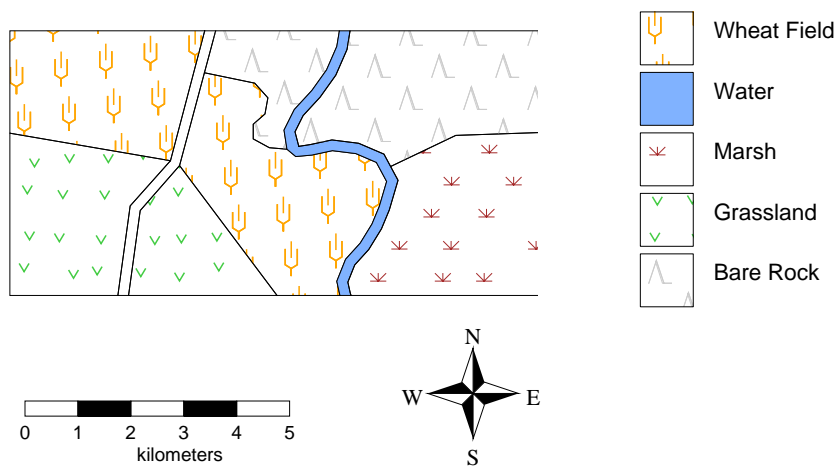 Wheat Field
Water
Marsh
Grassland
Bare Rock
N
W E
S
0 1 2 3 4 5
kilometers